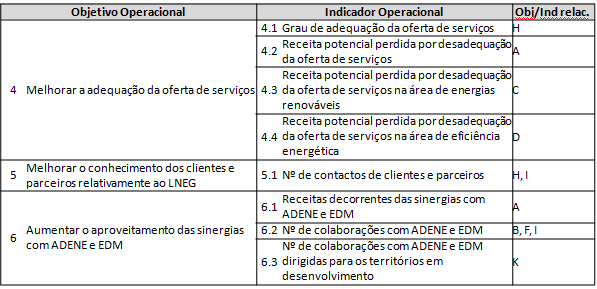 Objetivo Operacional Indicador Operacional Obj/Ind relac.
4 Melhorar a adequação da oferta de serviços
4.1 Grau de adequação da oferta de serviços H
4.2 Receita potencial perdida por desadequação
da oferta de serviços A
4.3 Receita potencial perdida por desadequação
da oferta de serviços na área de energias
renováveis C
4.4 Receita potencial perdida por desadequação
da oferta de serviços na área de eficiência
energética D
5 Melhorar o conhecimento dos clientes e
parceiros relativamente ao LNEG
5.1 Nº de contactos de clientes e parceiros H, I
6 Aumentar o aproveitamento das sinergias
com ADENE e EDM
6.1 Receitas decorrentes das sinergias com
ADENE e EDM A
6.2 Nº de colaborações com ADENE e EDM B, F, I
6.3 Nº de colaborações com ADENE e EDM
dirigidas para os territórios em
desenvolvimento K